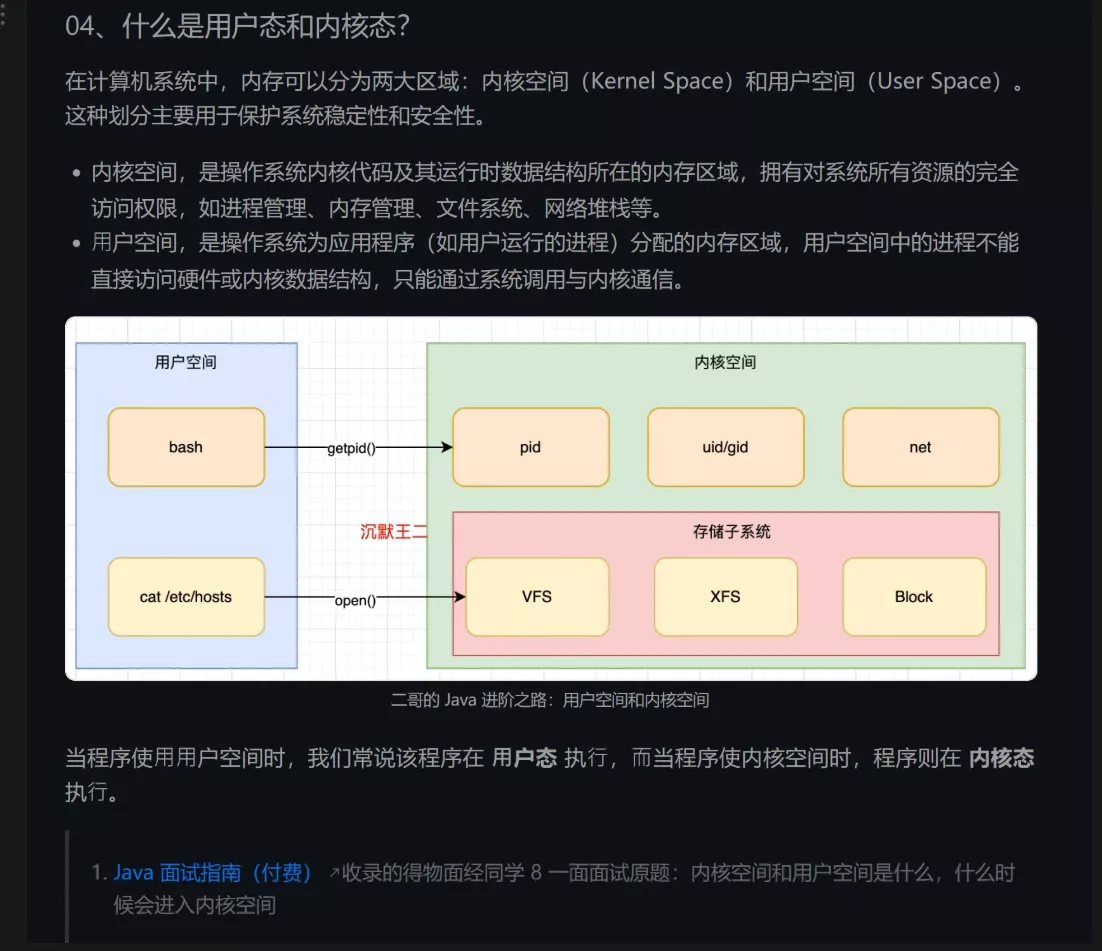 04、什么是用户态和内核态？
在计算机系统中，内存可以分为两大区域：内核空间（Kernel Space）和用户空间（User Space）。
这种划分主要用于保护系统稳定性和安全性。
• 内核空间，是操作系统内核代码及其运行时数据结构所在的内存区域，拥有对系统所有资源的完全
访问权限，如进程管理、内存管理、文件系统、网络堆栈等。
• 用户空间，是操作系统为应用程序（如用户运行的进程）分配的内存区域，用户空间中的进程不能
直接访问硬件或内核数据结构，只能通过系统调用与内核通信。
用户空间 内核空间
bash getpid() pid uid/gid net
沉默王二 存储子系统
cat /etc/hosts open() VFS XFS Block
二哥的 Java 进阶之路：用户空间和内核空间
当程序使用用户空间时，我们常说该程序在 用户态 执行，而当程序使内核空间时，程序则在 内核态
执行。
1. Java 面试指南（付费） ↗收录的得物面经同学 8 一面面试原题：内核空间和用户空间是什么，什么时
候会进入内核空间